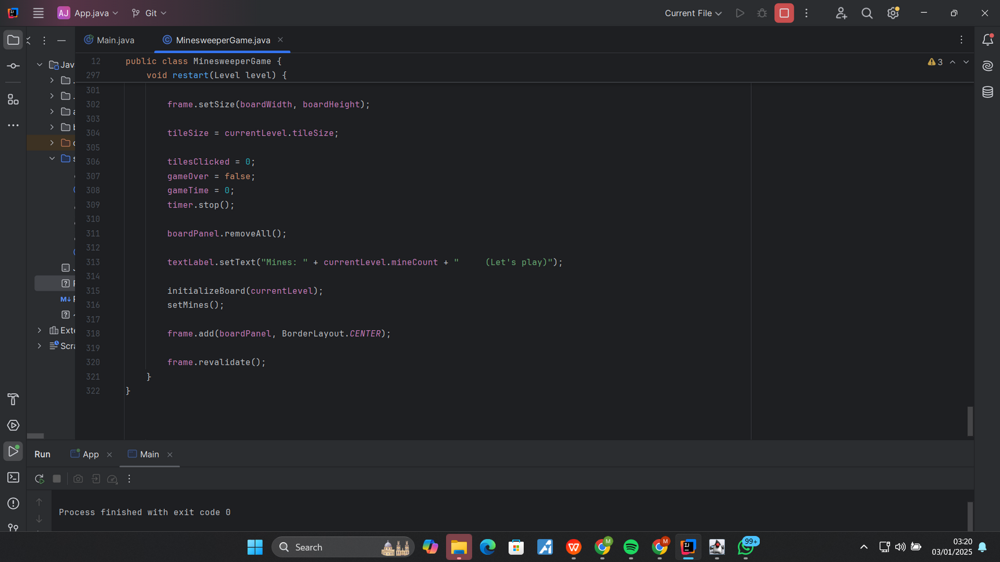 AJ App.java Git Current File
Main.java MinesweeperGame.java
12 public class MinesweeperGame { 3
297 void restart(Level level) {
301
302 frame.setSize(boardWidth, boardHeight);
303
304 tileSize = currentLevel.tileSize;
305
306 tilesClicked = 0;
307 gameOver = false;
308 gameTime = 0;
309 timer.stop();
310
311 boardPanel.removeAll();
312
313 textLabel.setText("Mines: " + currentLevel.mineCount + "     (Let's play)");
314
315 initializeBoard(currentLevel);
316 setMines();
317
318 frame.add(boardPanel, BorderLayout.CENTER);
319
320 frame.revalidate();
321 }
322 }
Jav
M↓
Exte
Scra
Run App Main
Process finished with exit code 0
Search
M
M
99+
03:20
03/01/2025